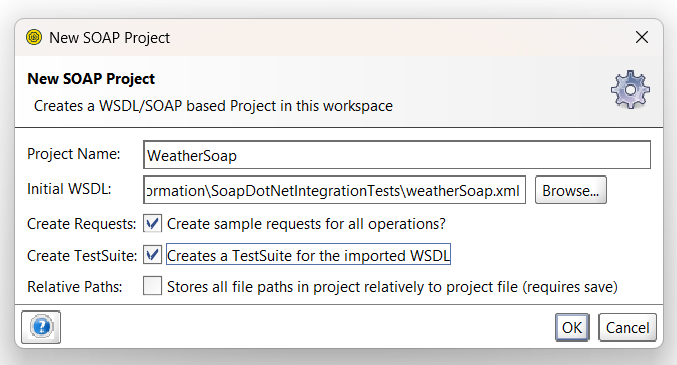 New SOAP Project
New SOAP Project
Creates a WSDL/SOAP based Project in this workspace
Project Name: WeatherSoap
Initial WSDL: ormation\SoapDotNetIntegrationTests\weatherSoap.xml Browse...
Create Requests: Create sample requests for all operations?
Create TestSuite: Creates a TestSuite for the imported WSDL
Relative Paths: Stores all file paths in project relatively to project file (requires save)
? OK Cancel